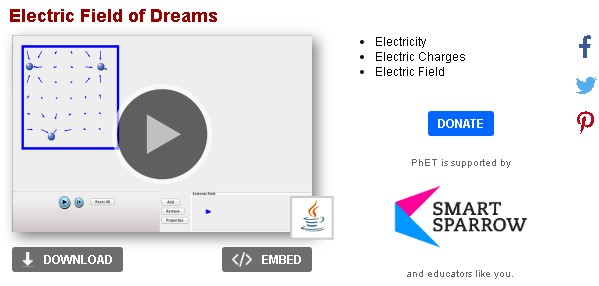 Electric Field of Dreams
Electricity
Electric Charges
Electric Field
Reset All
Add
Remove
Properties
External Field
DONATE
PhET is supported by
SMART
SPARROW
DOWNLOAD
</> EMBED
and educators like you.